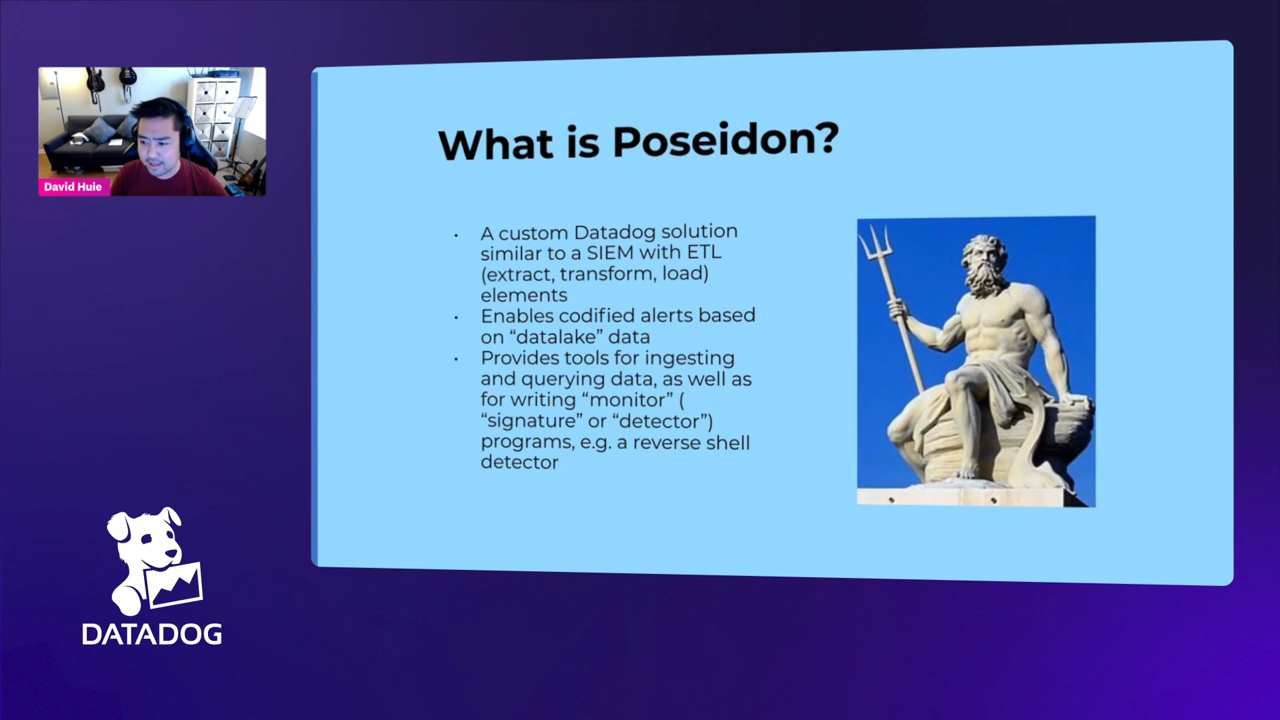 David Huie
What is Poseidon?
· A custom Datadog solution
similar to a SIEM with ETL
(extract, transform, load)
elements
· Enables codified alerts based
on “datalake” data
· Provides tools for ingesting
and querying data, as well as
for writing “monitor” (
“signature” or “detector”)
programs, e.g. a reverse shell
detector
DATADOG